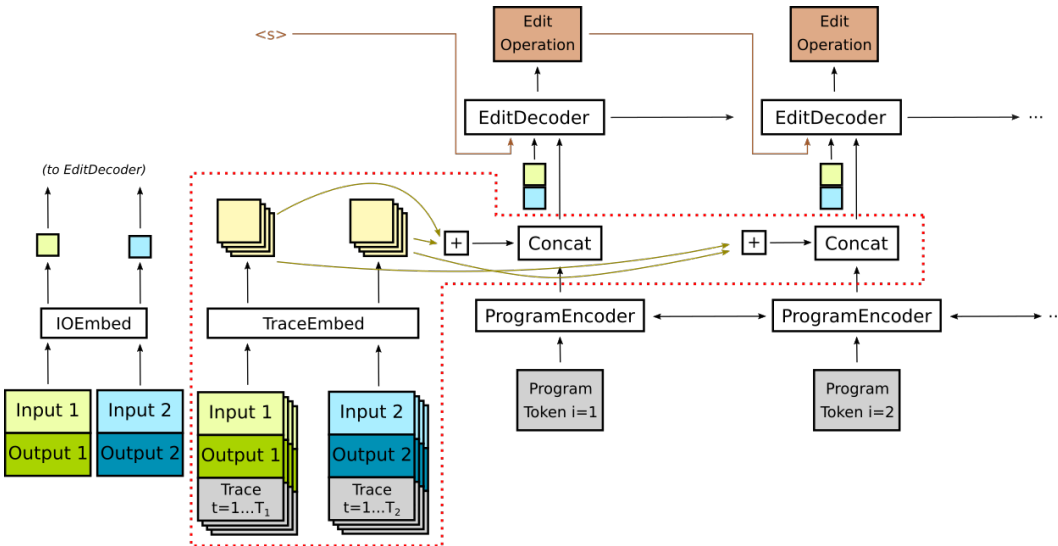 <s>
Edit
Operation
Edit
Operation
EditDecoder
EditDecoder
...
(to EditDecoder)
+
Concat
+
Concat
IOEmbed
TraceEmbed
ProgramEncoder
ProgramEncoder
...
Input 1
Output 1
Input 2
Output 2
Input 1
Output 1
Trace
t=1...T₁
Input 2
Output 2
Trace
t=1...T₂
Program
Token i=1
Program
Token i=2